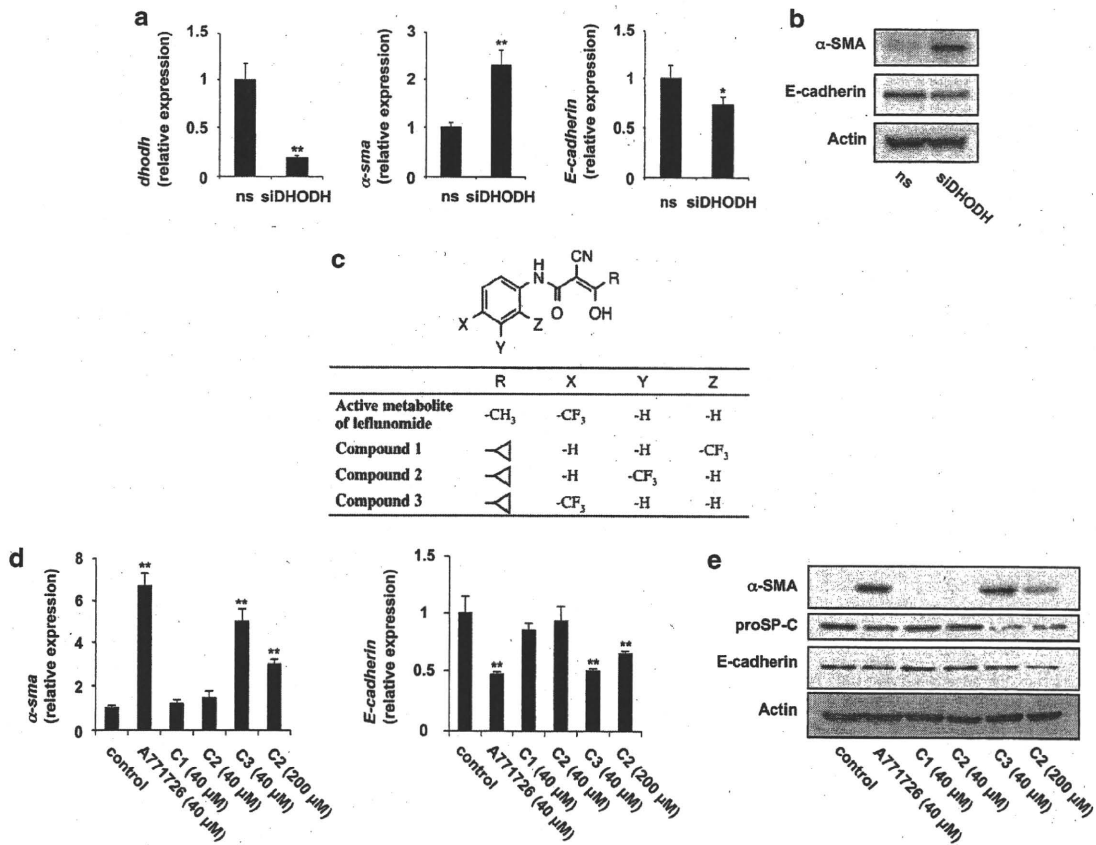 a
dhodh
(relative expression)
1.5
1
0.5
0
**
ns siDHODH
α-sma
(relative expression)
3
2
1
0
**
ns siDHODH
E-cadherin
(relative expression)
1.5
1
0.5
0
*
ns siDHODH
b
α-SMA
E-cadherin
Actin
ns
siDHODH
c
H
N
CN
R
O
OH
X
Z
Y
R X Y Z
Active metabolite
of leflunomide -CH3 -CF3 -H -H
Compound 1 -H -H -CF3
Compound 2 -H -CF3 -H
Compound 3 -CF3 -H -H
d
α-sma
(relative expression)
8
6
4
2
0
**
**
**
control
A771726 (40 μM)
C1 (40 μM)
C2 (40 μM)
C3 (40 μM)
C2 (200 μM)
E-cadherin
(relative expression)
1.5
1
0.5
0
**
**
**
control
A771726 (40 μM)
C1 (40 μM)
C2 (40 μM)
C3 (40 μM)
C2 (200 μM)
e
α-SMA
proSP-C
E-cadherin
Actin
control
A771726 (40 μM)
C1 (40 μM)
C2 (40 μM)
C3 (40 μM)
C2 (200 μM)